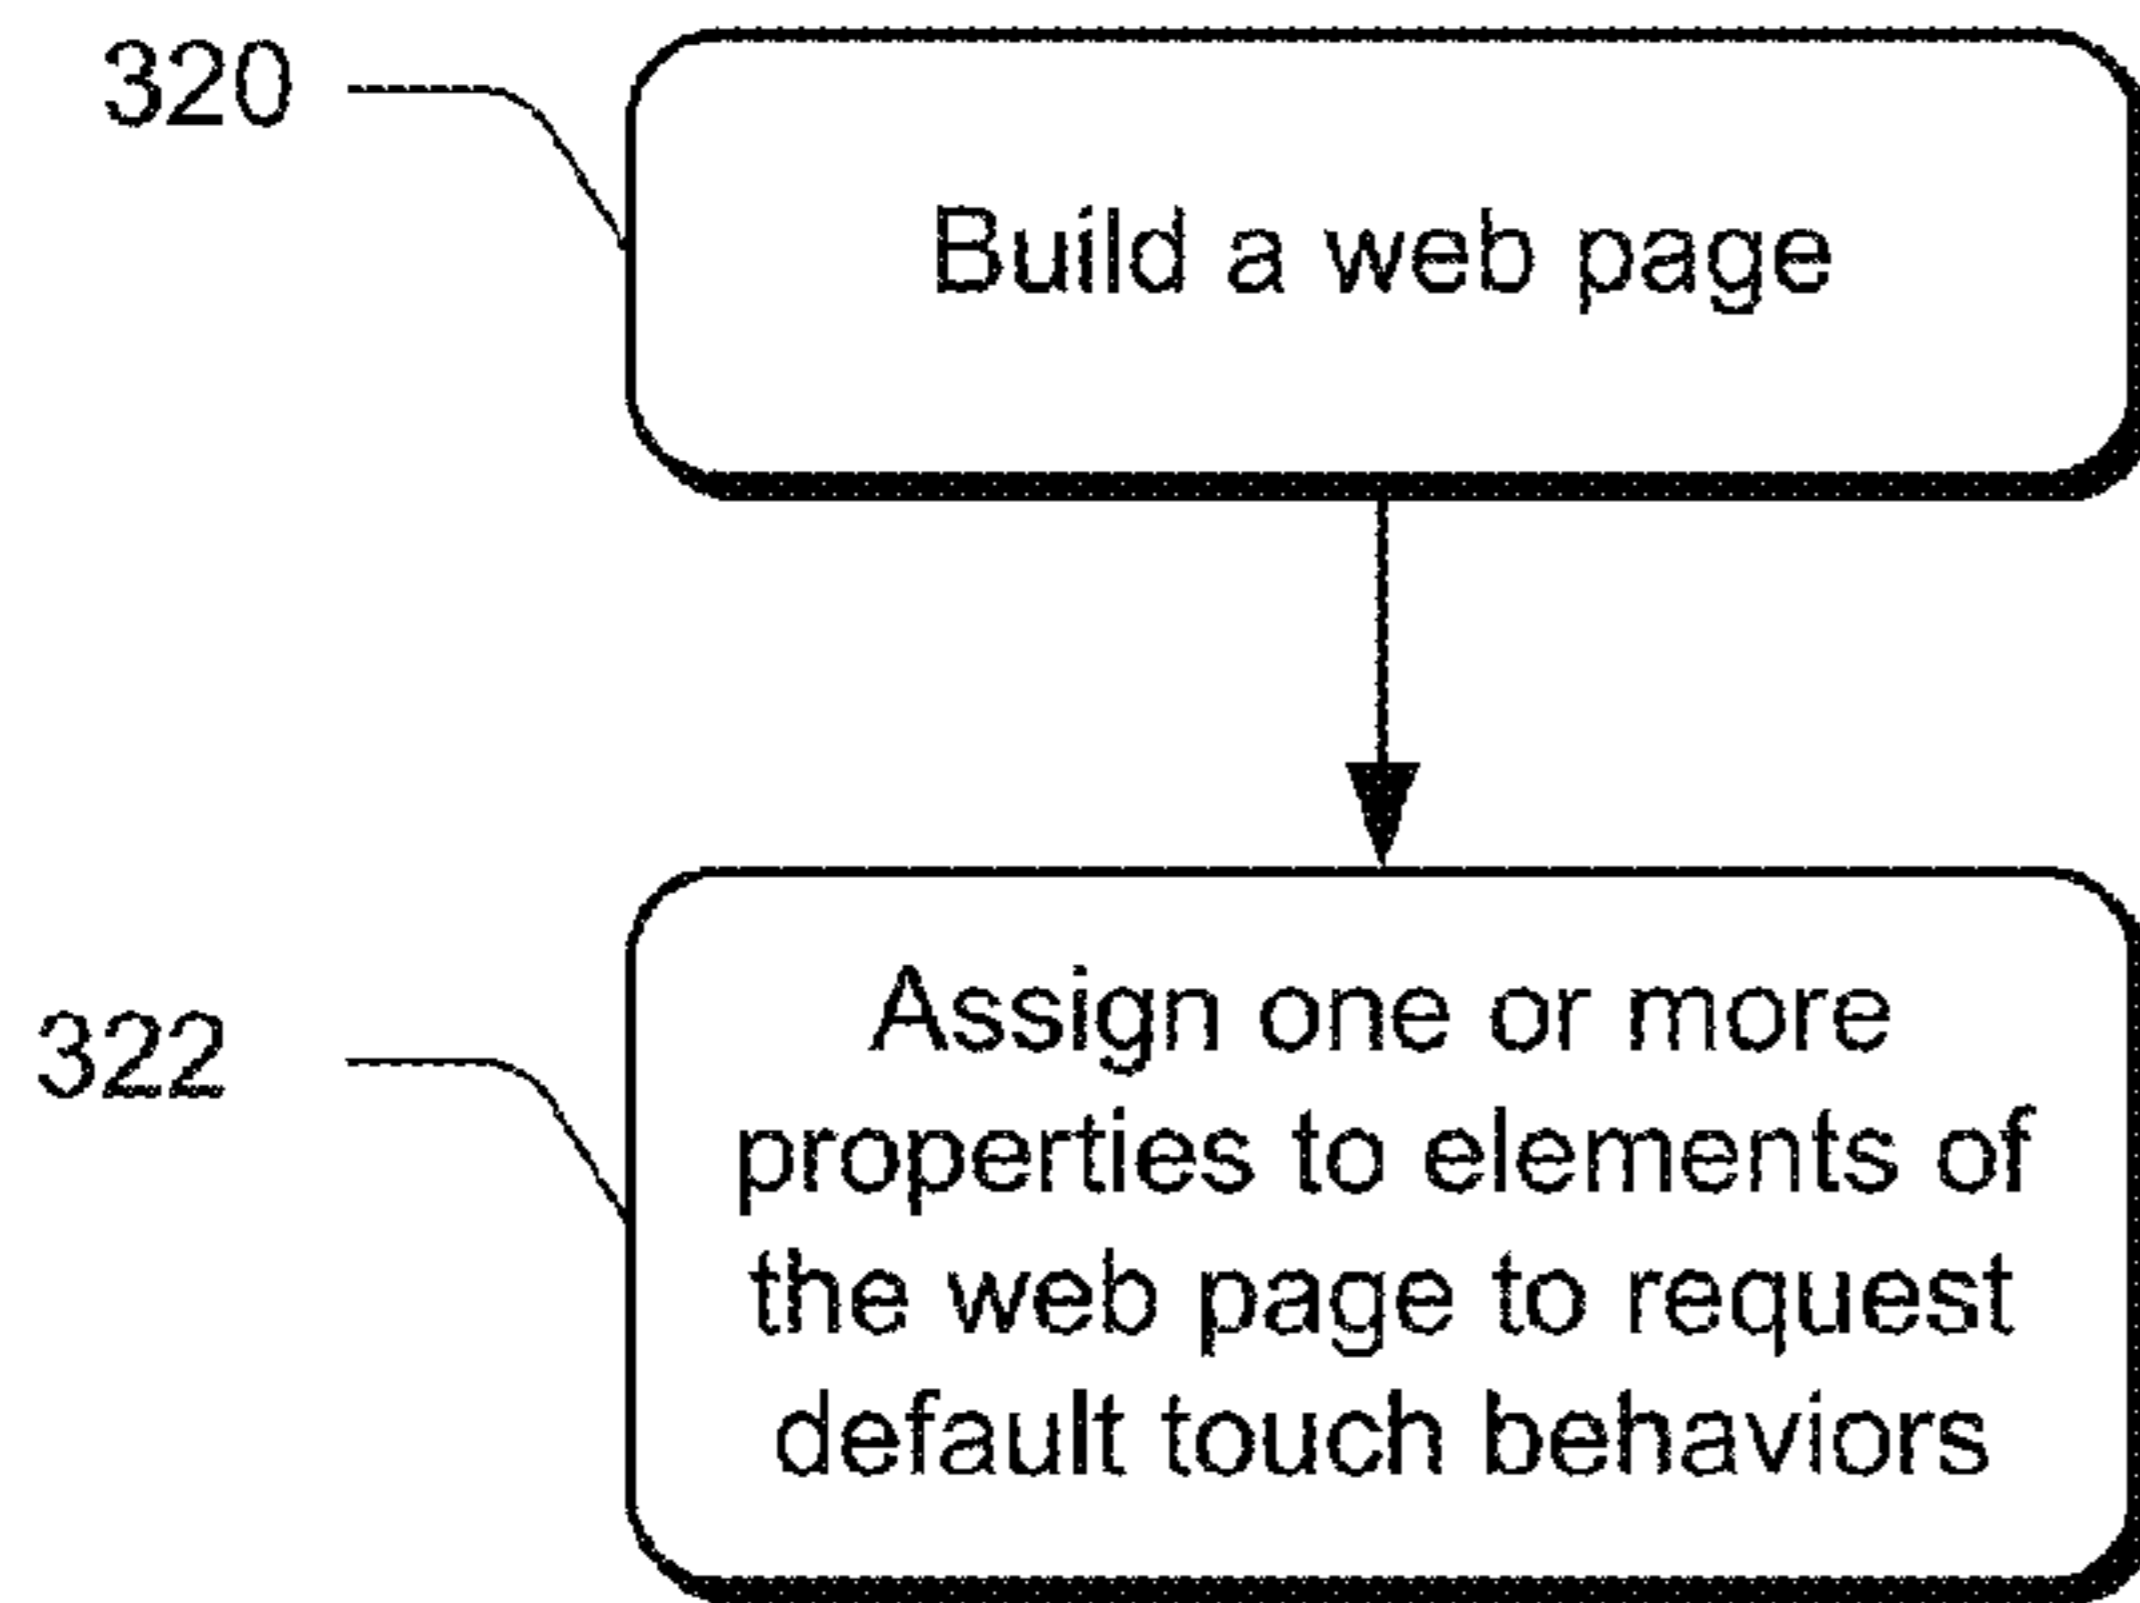 320
Build a web page
322
Assign one or more
properties to elements of
the web page to request
default touch behaviors